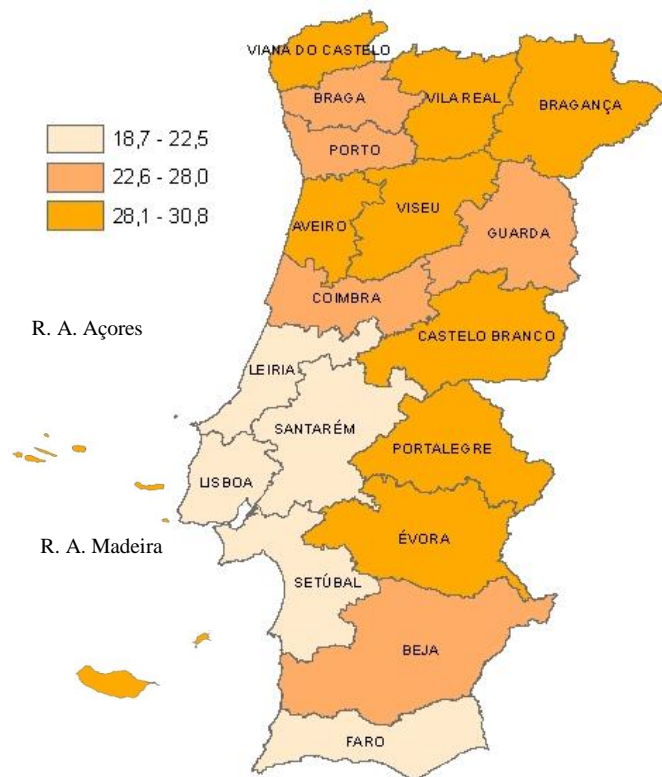 VIANA DO CASTELO
BRAGA
VILA REAL
BRAGANÇA
18,7 - 22,5
22,6 - 28,0
28,1 - 30,8
PORTO
AVEIRO
VISEU
GUARDA
COIMBRA
R. A. Açores
CASTELO BRANCO
LEIRIA
SANTARÉM
PORTALEGRE
LISBOA
R. A. Madeira
ÉVORA
SETÚBAL
BEJA
FARO